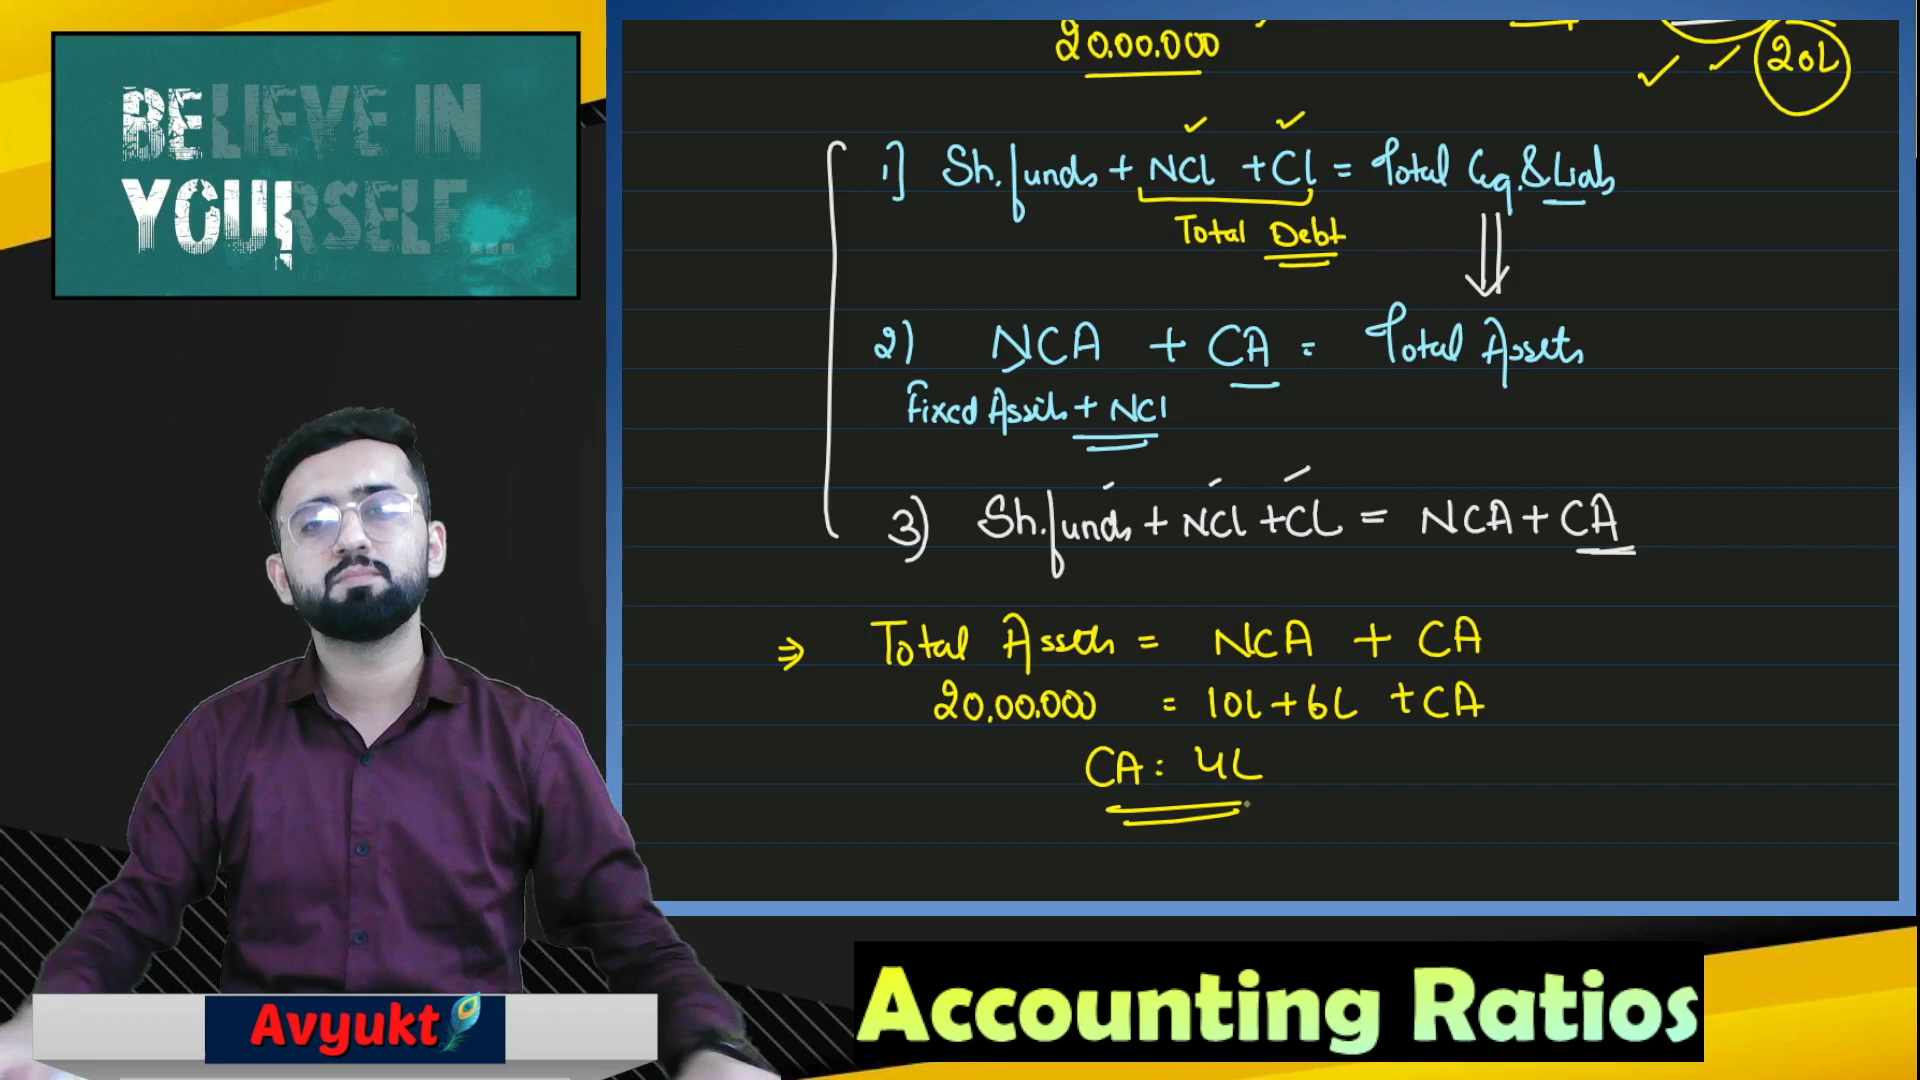 BELIEVE IN
YOURSELF...
20,00,000
20L
1] Sh. funds + NCL + CL = Total Eq. & Liab
Total Debt
2) NCA + CA = Total Assets
Fixed Assets + NCI
3) Sh. funds + NCL + CL = NCA + CA
⇒ Total Assets = NCA + CA
20,00,000 = 10L + 6L + CA
CA : 4L
Avyukt
Accounting Ratios